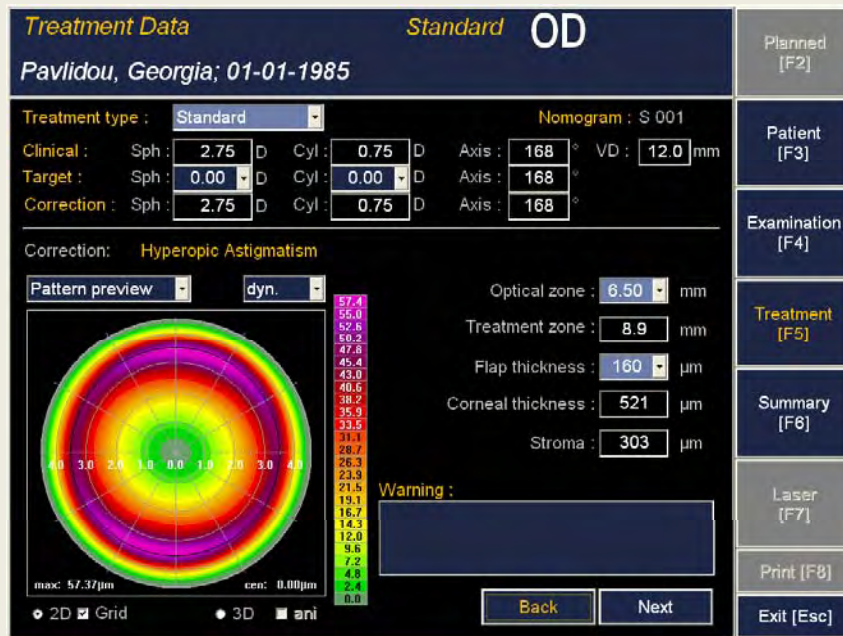 Treatment Data Standard OD
Pavlidou, Georgia; 01-01-1985
Planned
[F2]
Patient
[F3]
Examination
[F4]
Treatment
[F5]
Summary
[F6]
Laser
[F7]
Print [F8]
Exit [Esc]
Treatment type : Standard Nomogram : S 001
Clinical : Sph : 2.75 D Cyl : 0.75 D Axis : 168 ° VD : 12.0 mm
Target : Sph : 0.00 D Cyl : 0.00 D Axis : 168 °
Correction : Sph : 2.75 D Cyl : 0.75 D Axis : 168 °
Correction: Hyperopic Astigmatism
Pattern preview dyn.
57.4
55.0
52.6
50.2
47.8
45.4
43.0
40.6
38.2
35.9
33.5
31.1
28.7
26.3
23.9
21.5
19.1
16.7
14.3
12.0
9.6
7.2
4.8
2.4
0.0
4.0 3.0 2.0 1.0 0.0 1.0 2.0 3.0 4.0
max: 57.37µm cen: 0.00µm
2D Grid 3D ani
Optical zone : 6.50 mm
Treatment zone : 8.9 mm
Flap thickness : 160 µm
Corneal thickness : 521 µm
Stroma : 303 µm
Warning :
Back Next